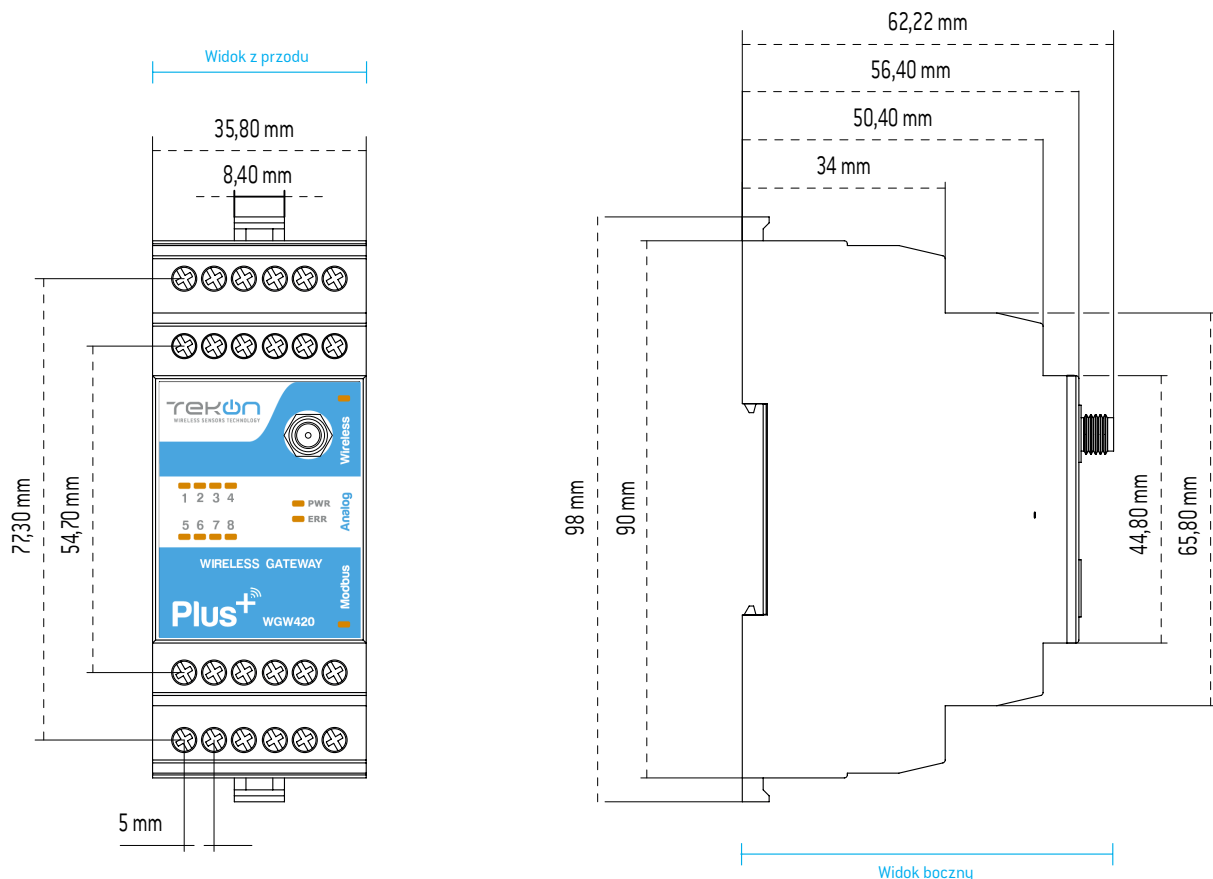 Widok z przodu
35,80 mm
8,40 mm
77,30 mm
54,70 mm
TEKON
WIRELESS SENSORS TECHNOLOGY
Wireless
1 2 3 4
PWR
ERR
Analog
5 6 7 8
WIRELESS GATEWAY
Modbus
Plus+
WGW420
5 mm
62,22 mm
56,40 mm
50,40 mm
34 mm
98 mm
90 mm
44,80 mm
65,80 mm
Widok boczny